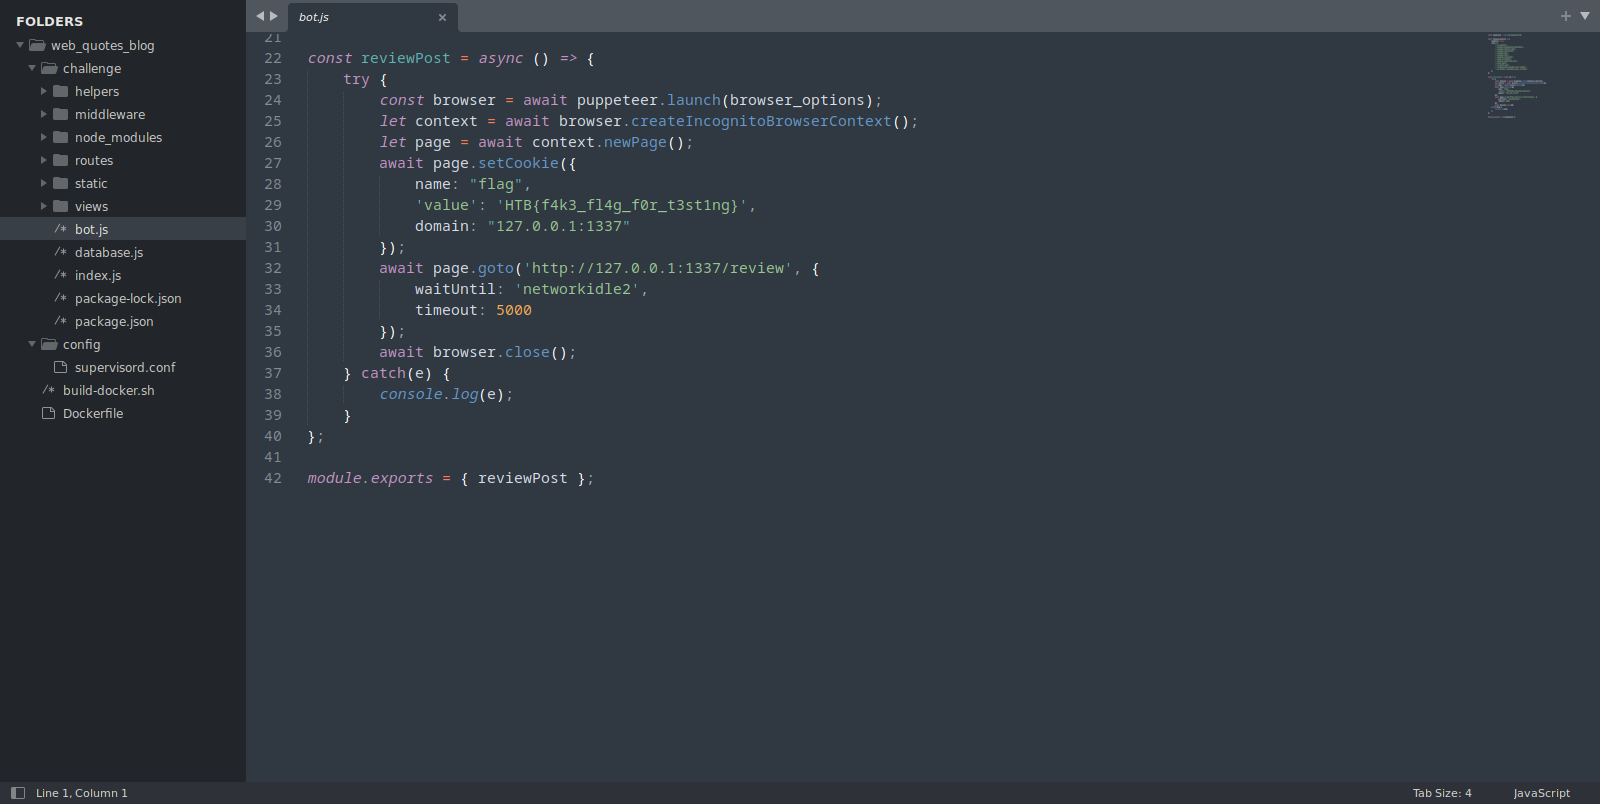 FOLDERS
web_quotes_blog
challenge
helpers
middleware
node_modules
routes
static
views
/* bot.js
/* database.js
/* index.js
/* package-lock.json
/* package.json
config
supervisord.conf
/* build-docker.sh
Dockerfile
bot.js ×
21
22 const reviewPost = async () => {
23     try {
24         const browser = await puppeteer.launch(browser_options);
25         let context = await browser.createIncognitoBrowserContext();
26         let page = await context.newPage();
27         await page.setCookie({
28             name: "flag",
29             'value': 'HTB{f4k3_fl4g_f0r_t3st1ng}',
30             domain: "127.0.0.1:1337"
31         });
32         await page.goto('http://127.0.0.1:1337/review', {
33             waitUntil: 'networkidle2',
34             timeout: 5000
35         });
36         await browser.close();
37     } catch(e) {
38         console.log(e);
39     }
40 };
41
42 module.exports = { reviewPost };
Line 1, Column 1
Tab Size: 4
JavaScript